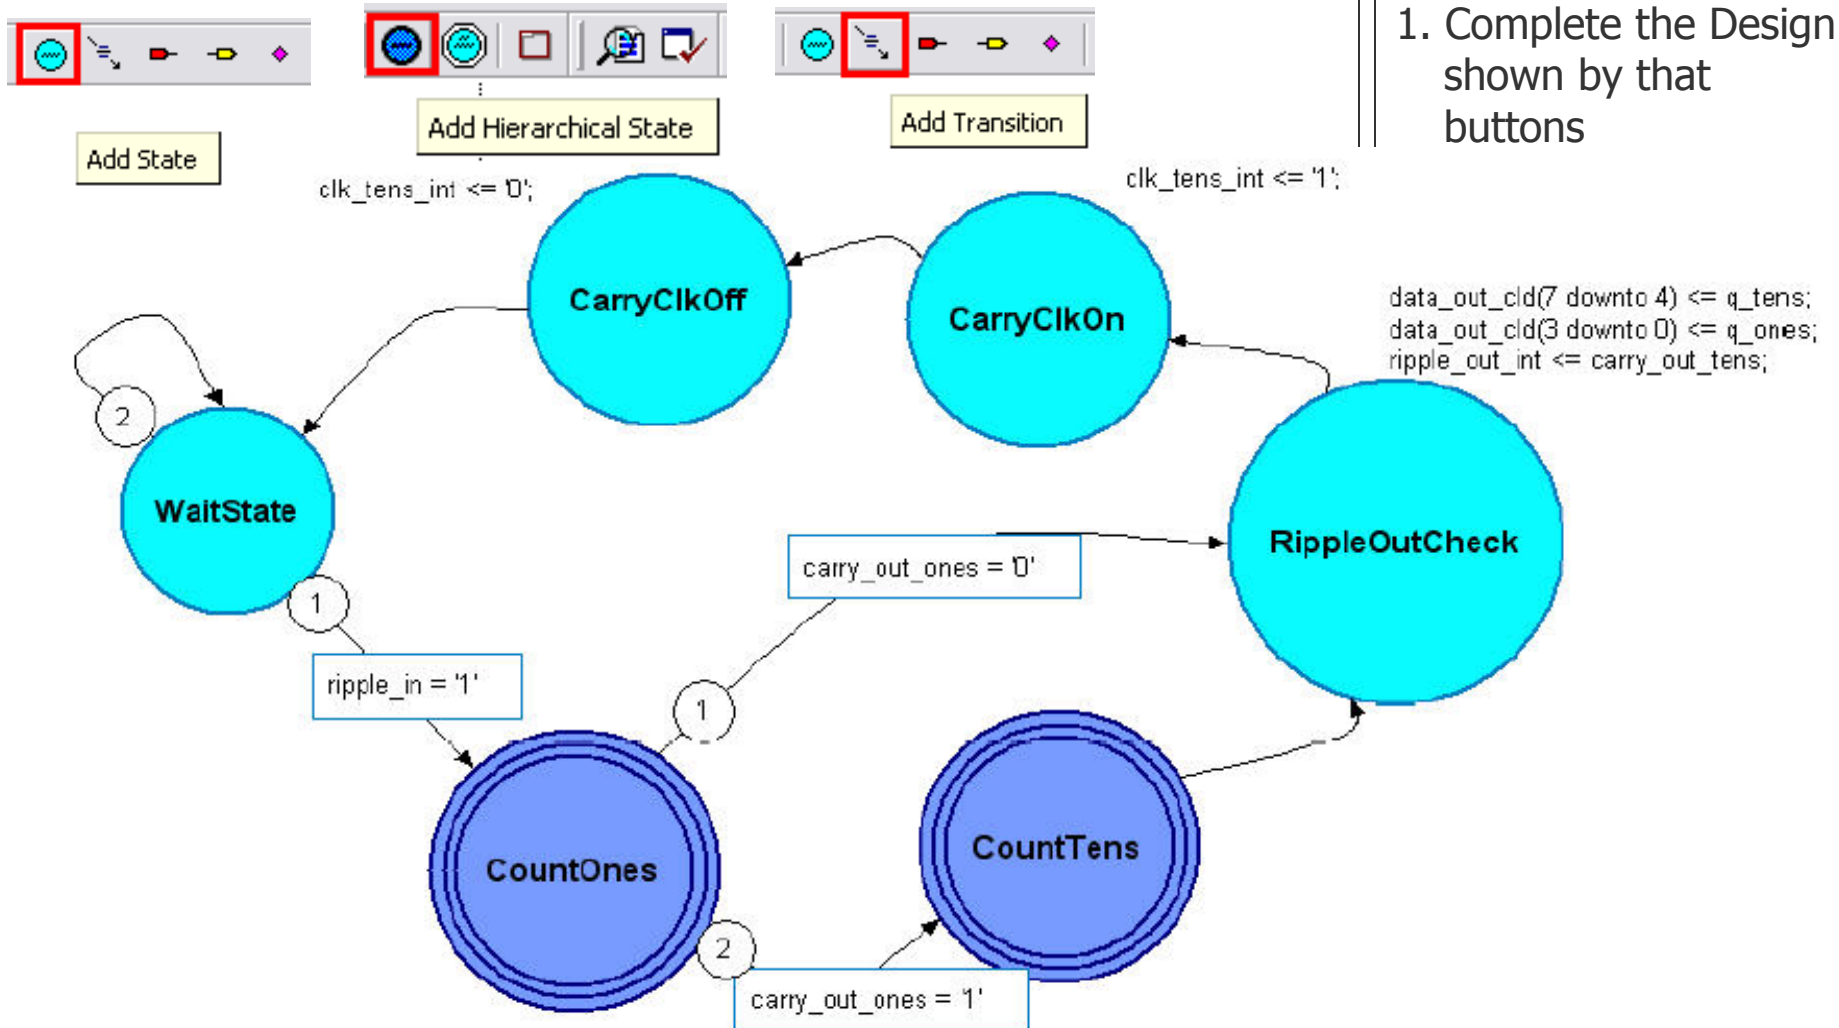 1. Complete the Design
shown by that
buttons
Add State
Add Hierarchical State
Add Transition
clk_tens_int <= '0';
clk_tens_int <= '1';
CarryClkOff
CarryClkOn
data_out_cld(7 downto 4) <= q_tens;
data_out_cld(3 downto 0) <= q_ones;
ripple_out_int <= carry_out_tens;
2
WaitState
RippleOutCheck
carry_out_ones = '0'
1
ripple_in = '1'
1
CountOnes
CountTens
2
carry_out_ones = '1'